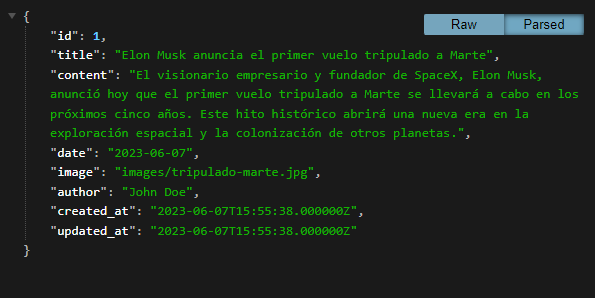 Raw Parsed
{
"id": 1,
"title": "Elon Musk anuncia el primer vuelo tripulado a Marte",
"content": "El visionario empresario y fundador de SpaceX, Elon Musk,
anunció hoy que el primer vuelo tripulado a Marte se llevará a cabo en los
próximos cinco años. Este hito histórico abrirá una nueva era en la
exploración espacial y la colonización de otros planetas.",
"date": "2023-06-07",
"image": "images/tripulado-marte.jpg",
"author": "John Doe",
"created_at": "2023-06-07T15:55:38.000000Z",
"updated_at": "2023-06-07T15:55:38.000000Z"
}